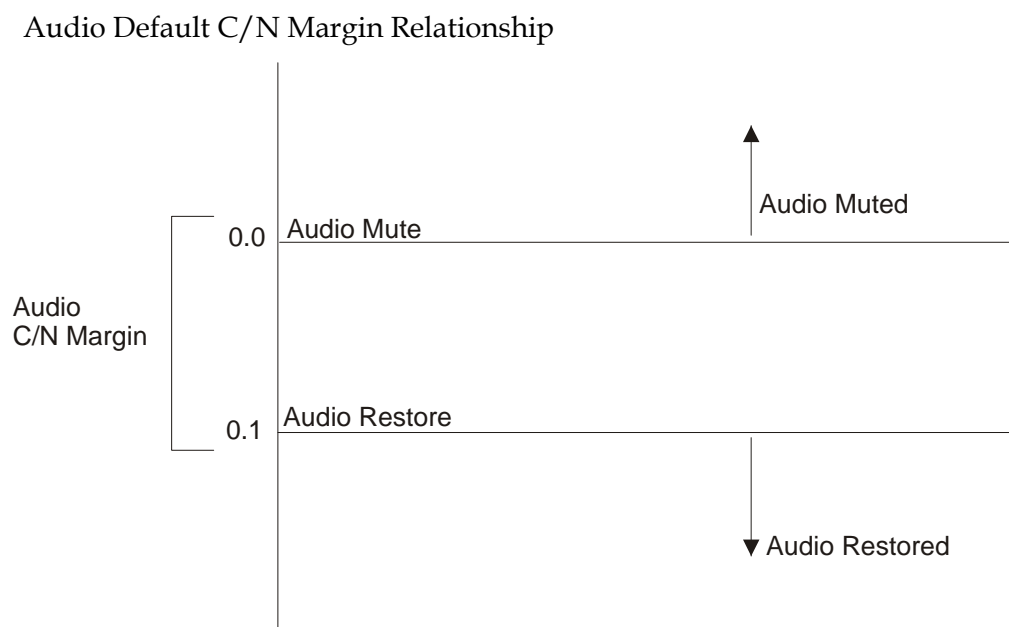 Audio Default C/N Margin Relationship
Audio Muted
0.0 Audio Mute
Audio
C/N Margin
0.1 Audio Restore
Audio Restored